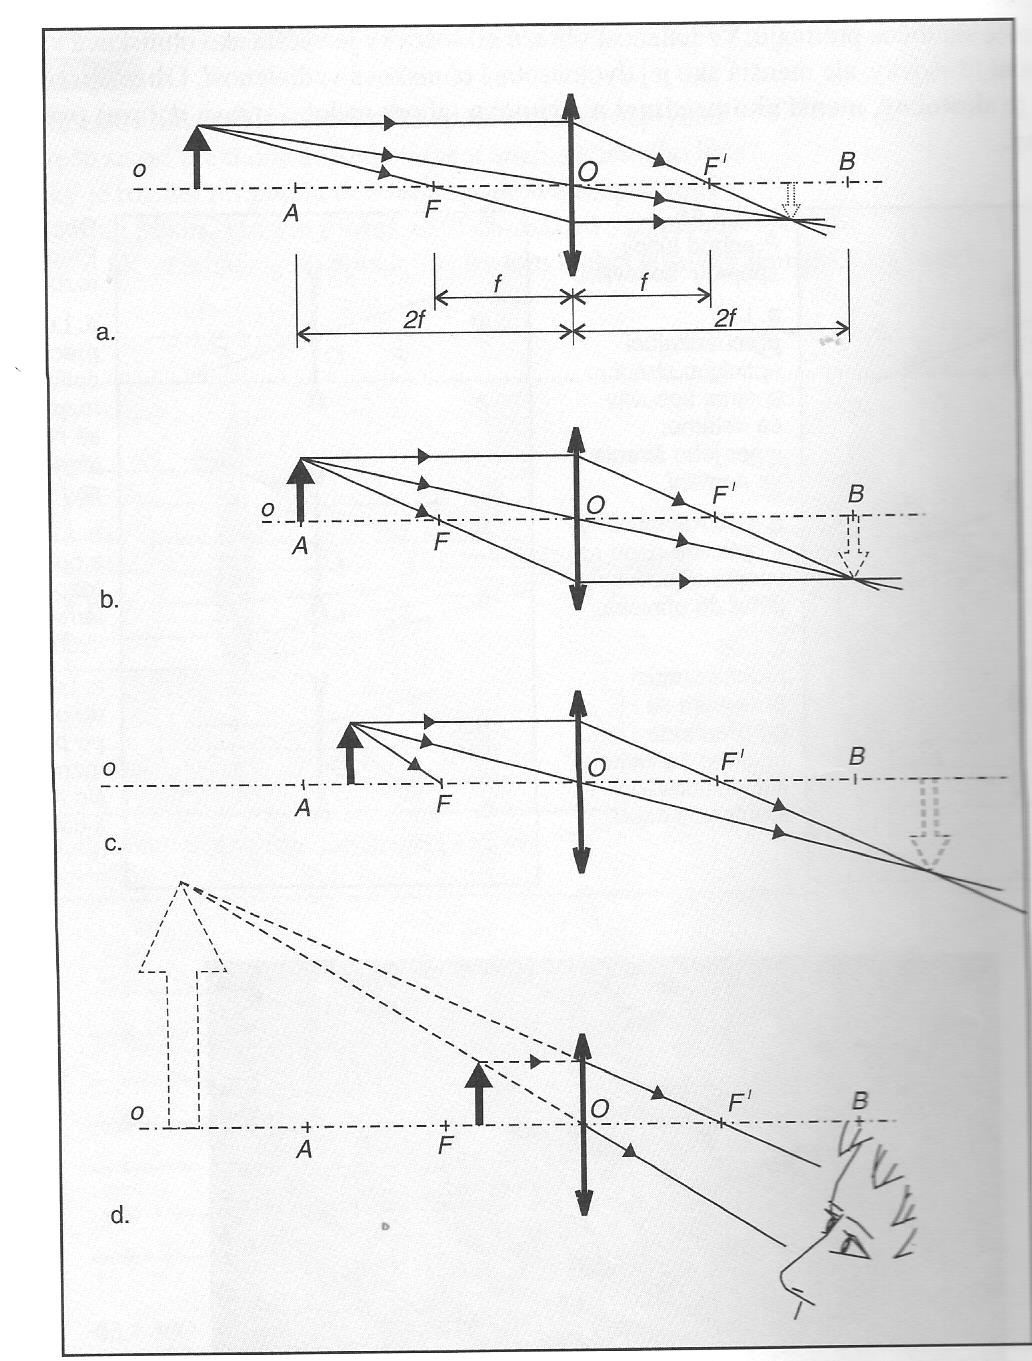 o A F O F' B
f f
2f 2f
a.
o A F O F' B
b.
o A F O F' B
c.
o A F O F' B
d.